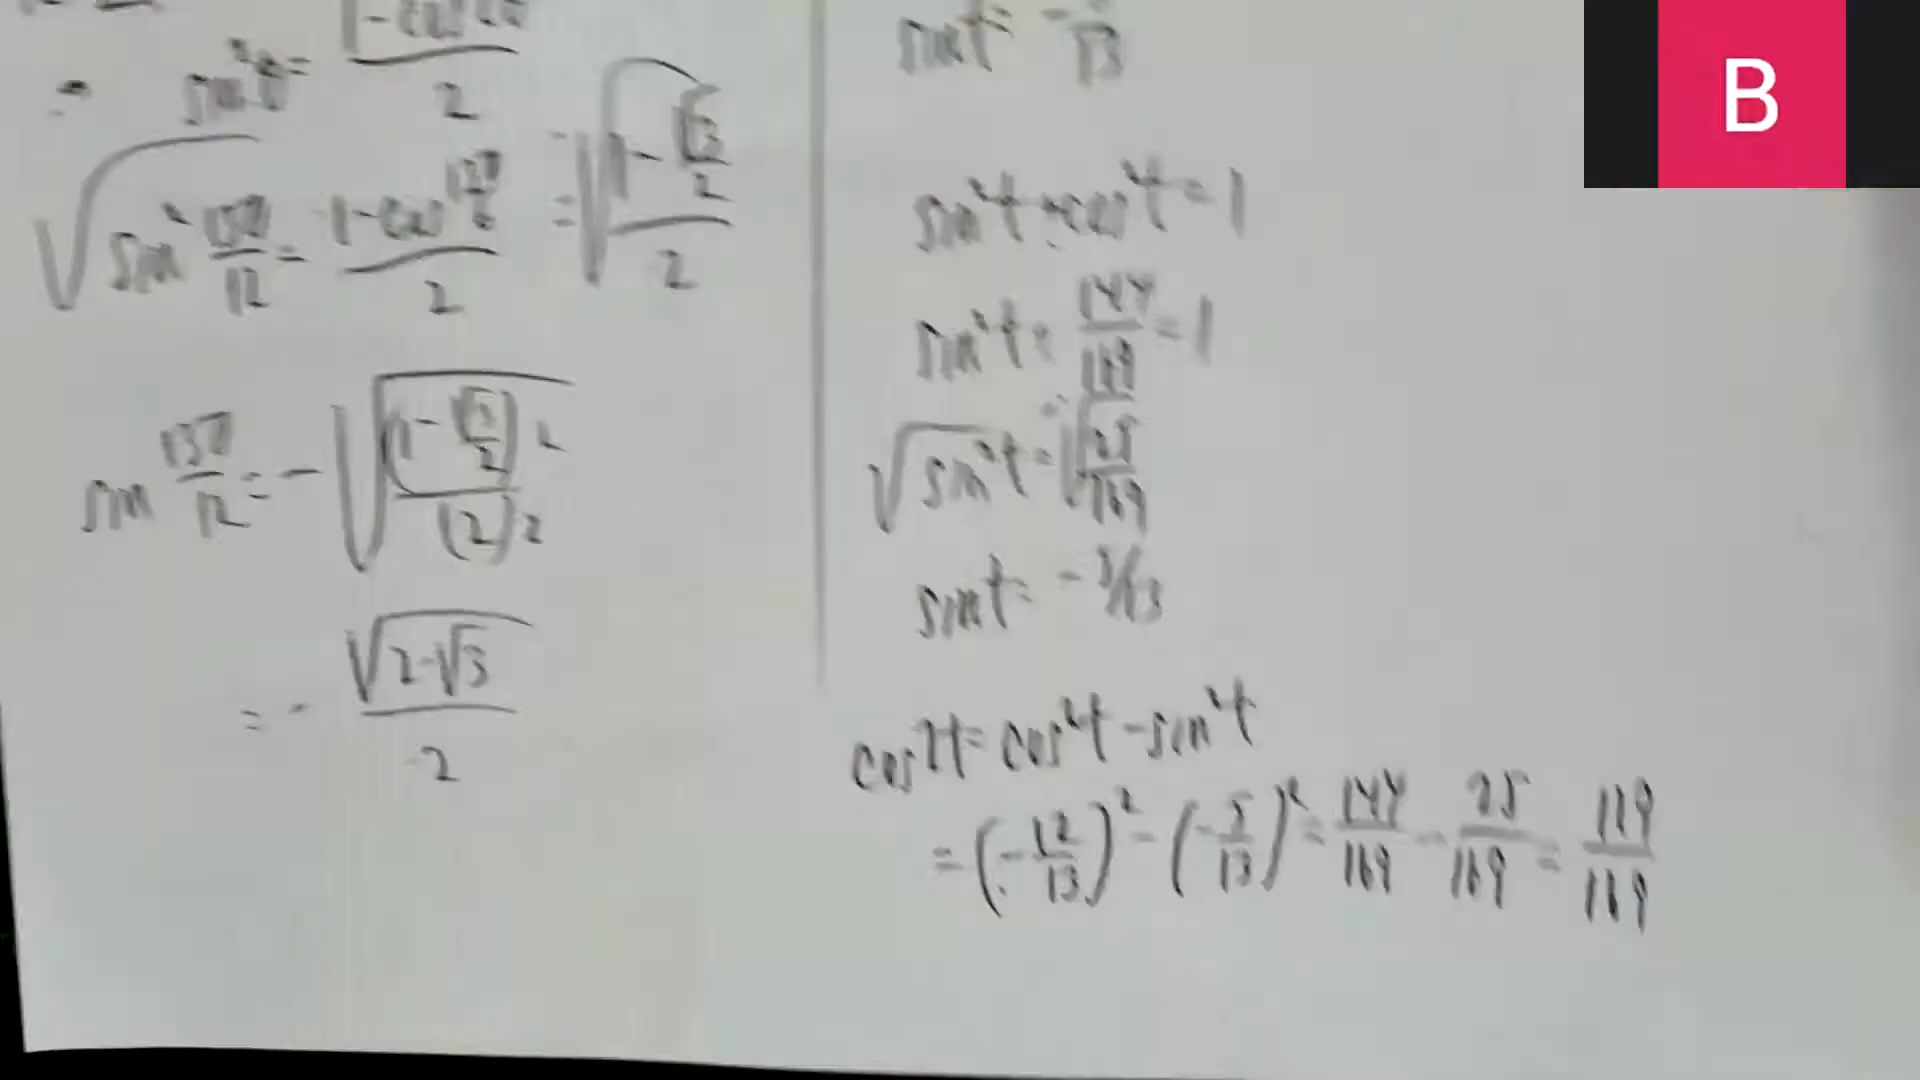 sin²θ = (1 - cos 2θ)/2
√ sin² 13π/12 = (1 - cos 13π/6)/2 = √((1 - √3/2)/2)
sin 13π/12 = - √((1 - √3/2)2/(2)2)
= - √(2-√3)/2
sin t = -5/13
sin²t + cos²t = 1
sin²t + 144/169 = 1
√sin²t = √25/169
sin t = -5/13
cos 2t = cos²t - sin²t
= (-12/13)² - (-5/13)² = 144/169 - 25/169 = 119/169
B